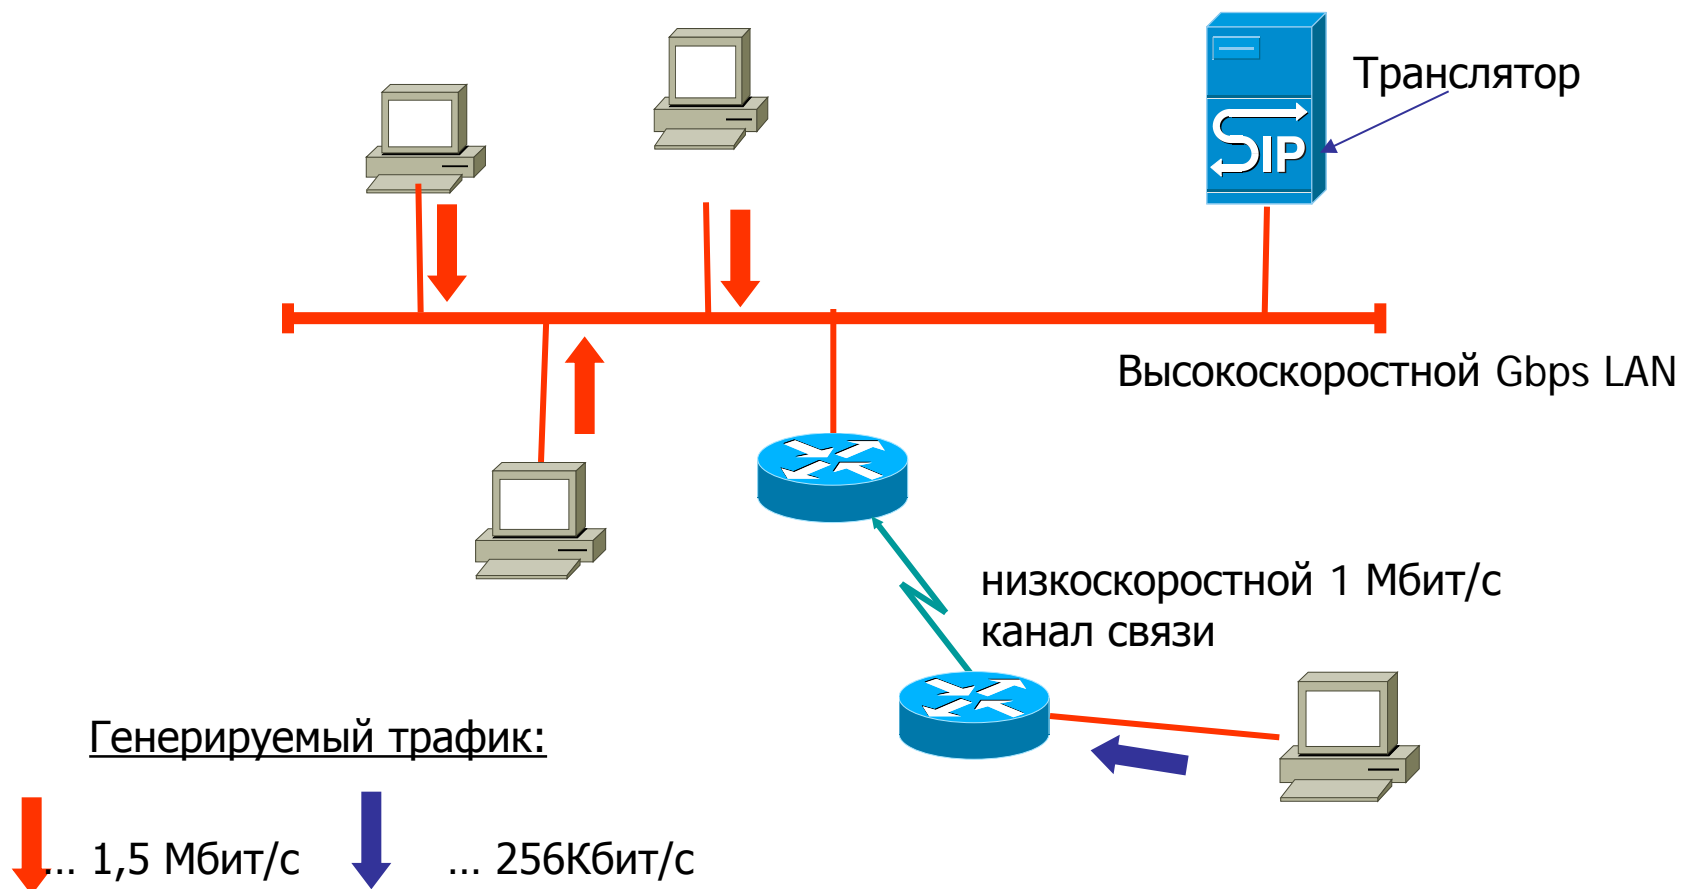 Транслятор
SIP
Высокоскоростной Gbps LAN
низкоскоростной 1 Мбит/с
канал связи
Генерируемый трафик:
... 1,5 Мбит/с ... 256Кбит/с